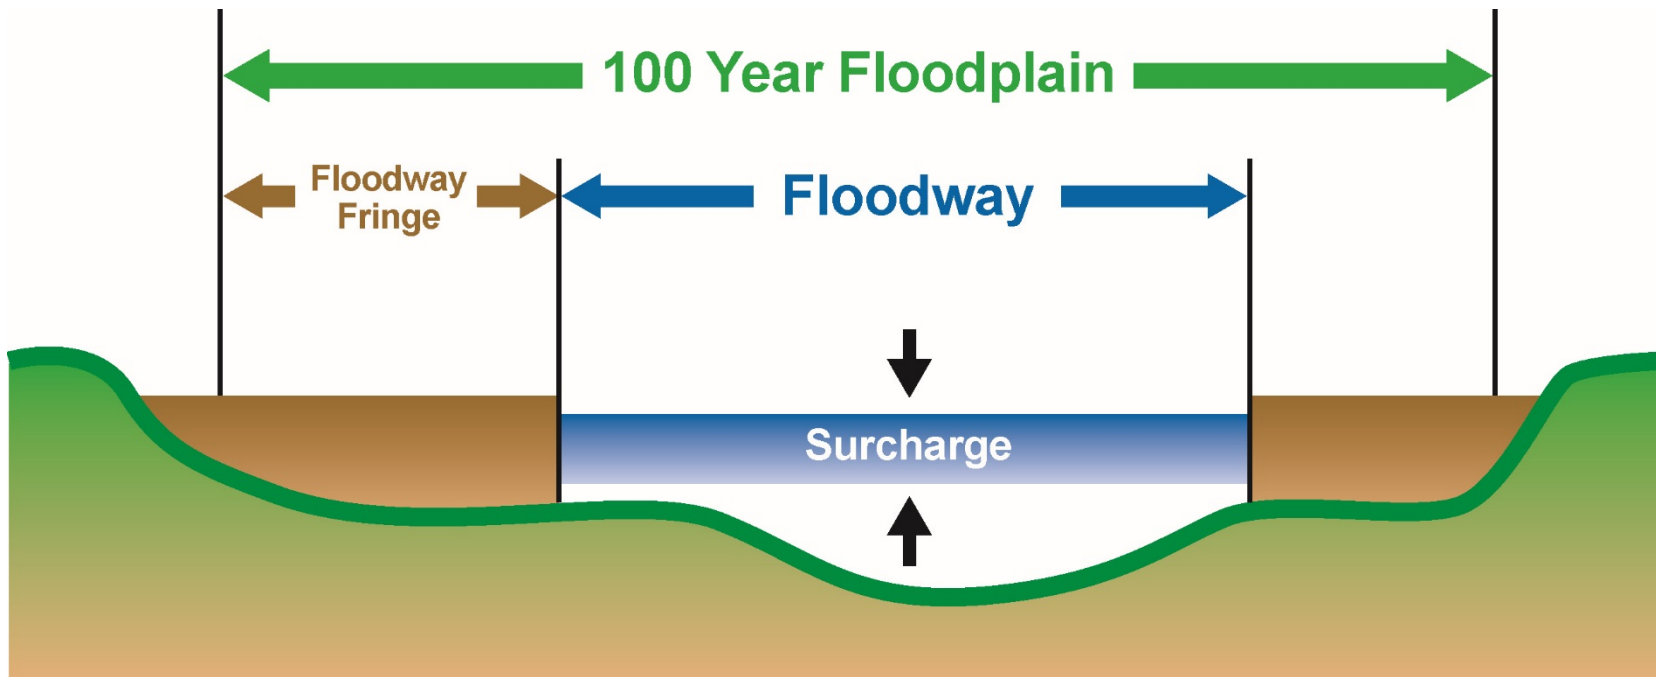 100 Year Floodplain
Floodway
Fringe
Floodway
Surcharge